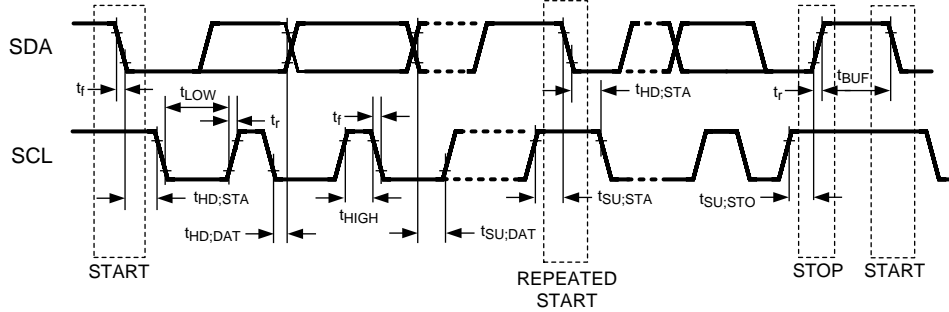 SDA
t_f
t_LOW
t_r
t_f
t_HD;STA
t_r
t_BUF
SCL
t_HD;STA
t_HD;DAT
t_HIGH
t_SU;DAT
t_SU;STA
t_SU;STO
START
REPEATED
START
STOP
START